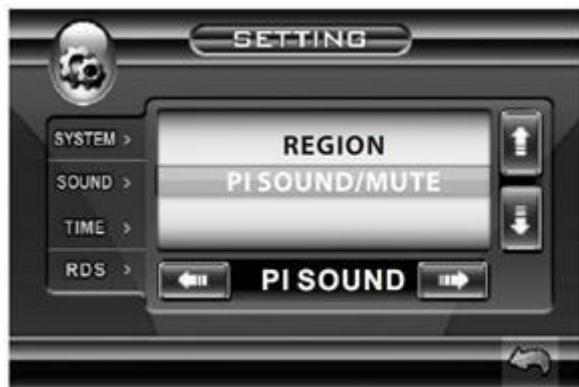 SETTING
SYSTEM >
SOUND >
TIME >
RDS >
REGION
PI SOUND/MUTE
PI SOUND